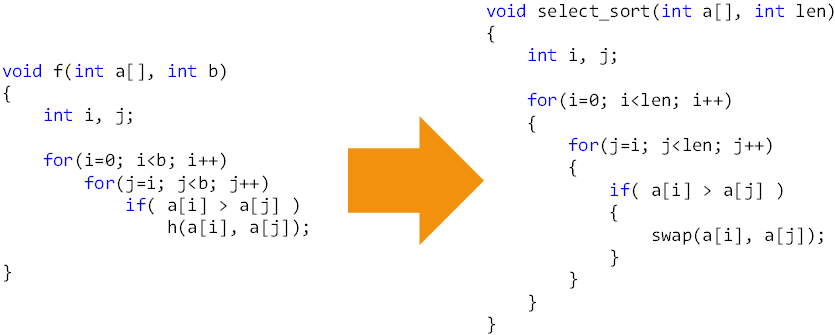 void f(int a[], int b)
{
    int i, j;

    for(i=0; i<b; i++)
        for(j=i; j<b; j++)
            if( a[i] > a[j] )
                h(a[i], a[j]);

}
void select_sort(int a[], int len)
{
    int i, j;

    for(i=0; i<len; i++)
    {
        for(j=i; j<len; j++)
        {
            if( a[i] > a[j] )
            {
                swap(a[i], a[j]);
            }
        }
    }
}